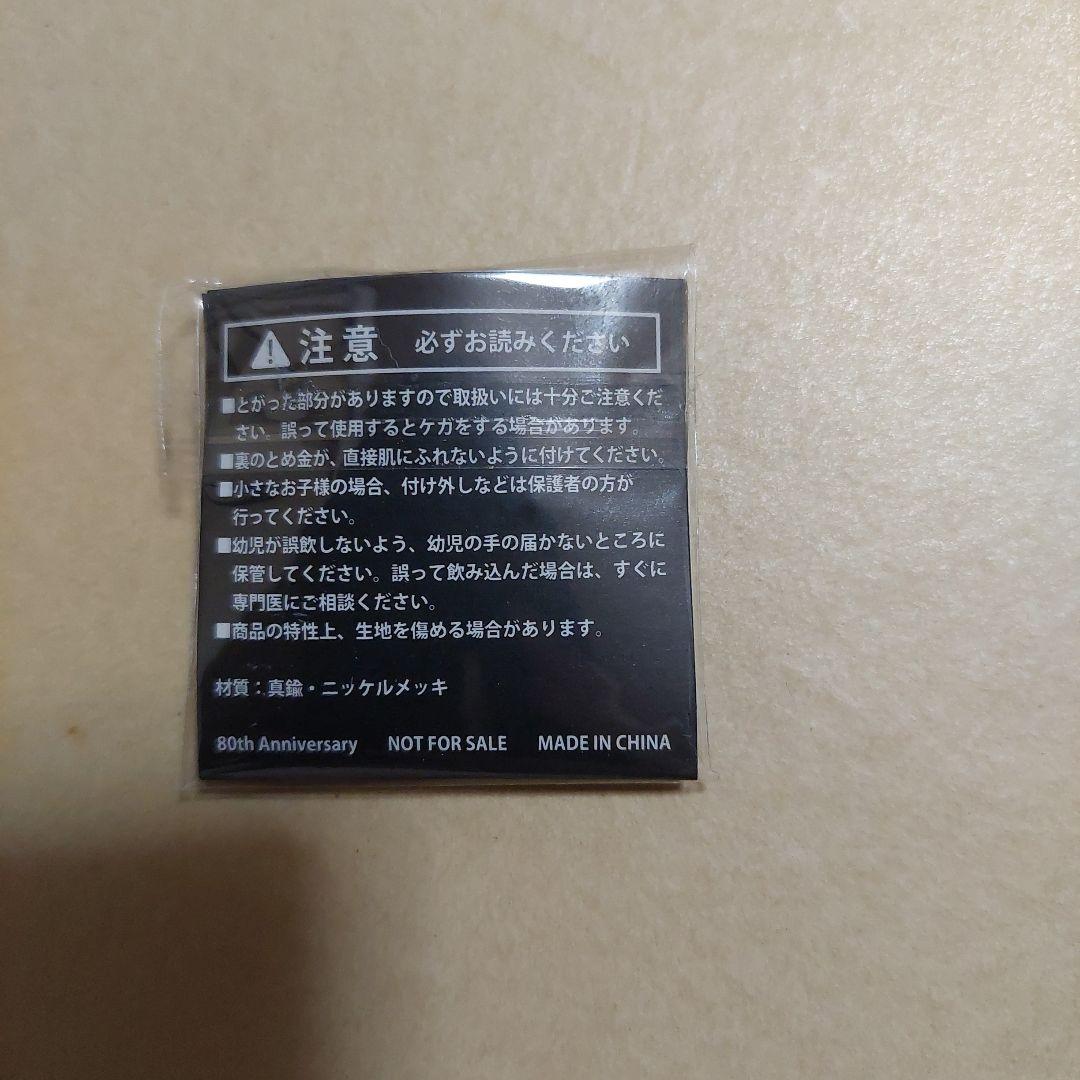 注意 必ずお読みください
■とがった部分がありますので取扱いには十分ご注意くだ
さい。誤って使用するとケガをする場合があります。
■裏のとめ金が、直接肌にふれないように付けてください。
■小さなお子様の場合、付け外しなどは保護者の方が
行ってください。
■幼児が誤飲しないよう、幼児の手の届かないところに
保管してください。誤って飲み込んだ場合は、すぐに
専門医にご相談ください。
■商品の特性上、生地を傷める場合があります。
材質：真鍮・ニッケルメッキ
80th Anniversary NOT FOR SALE MADE IN CHINA